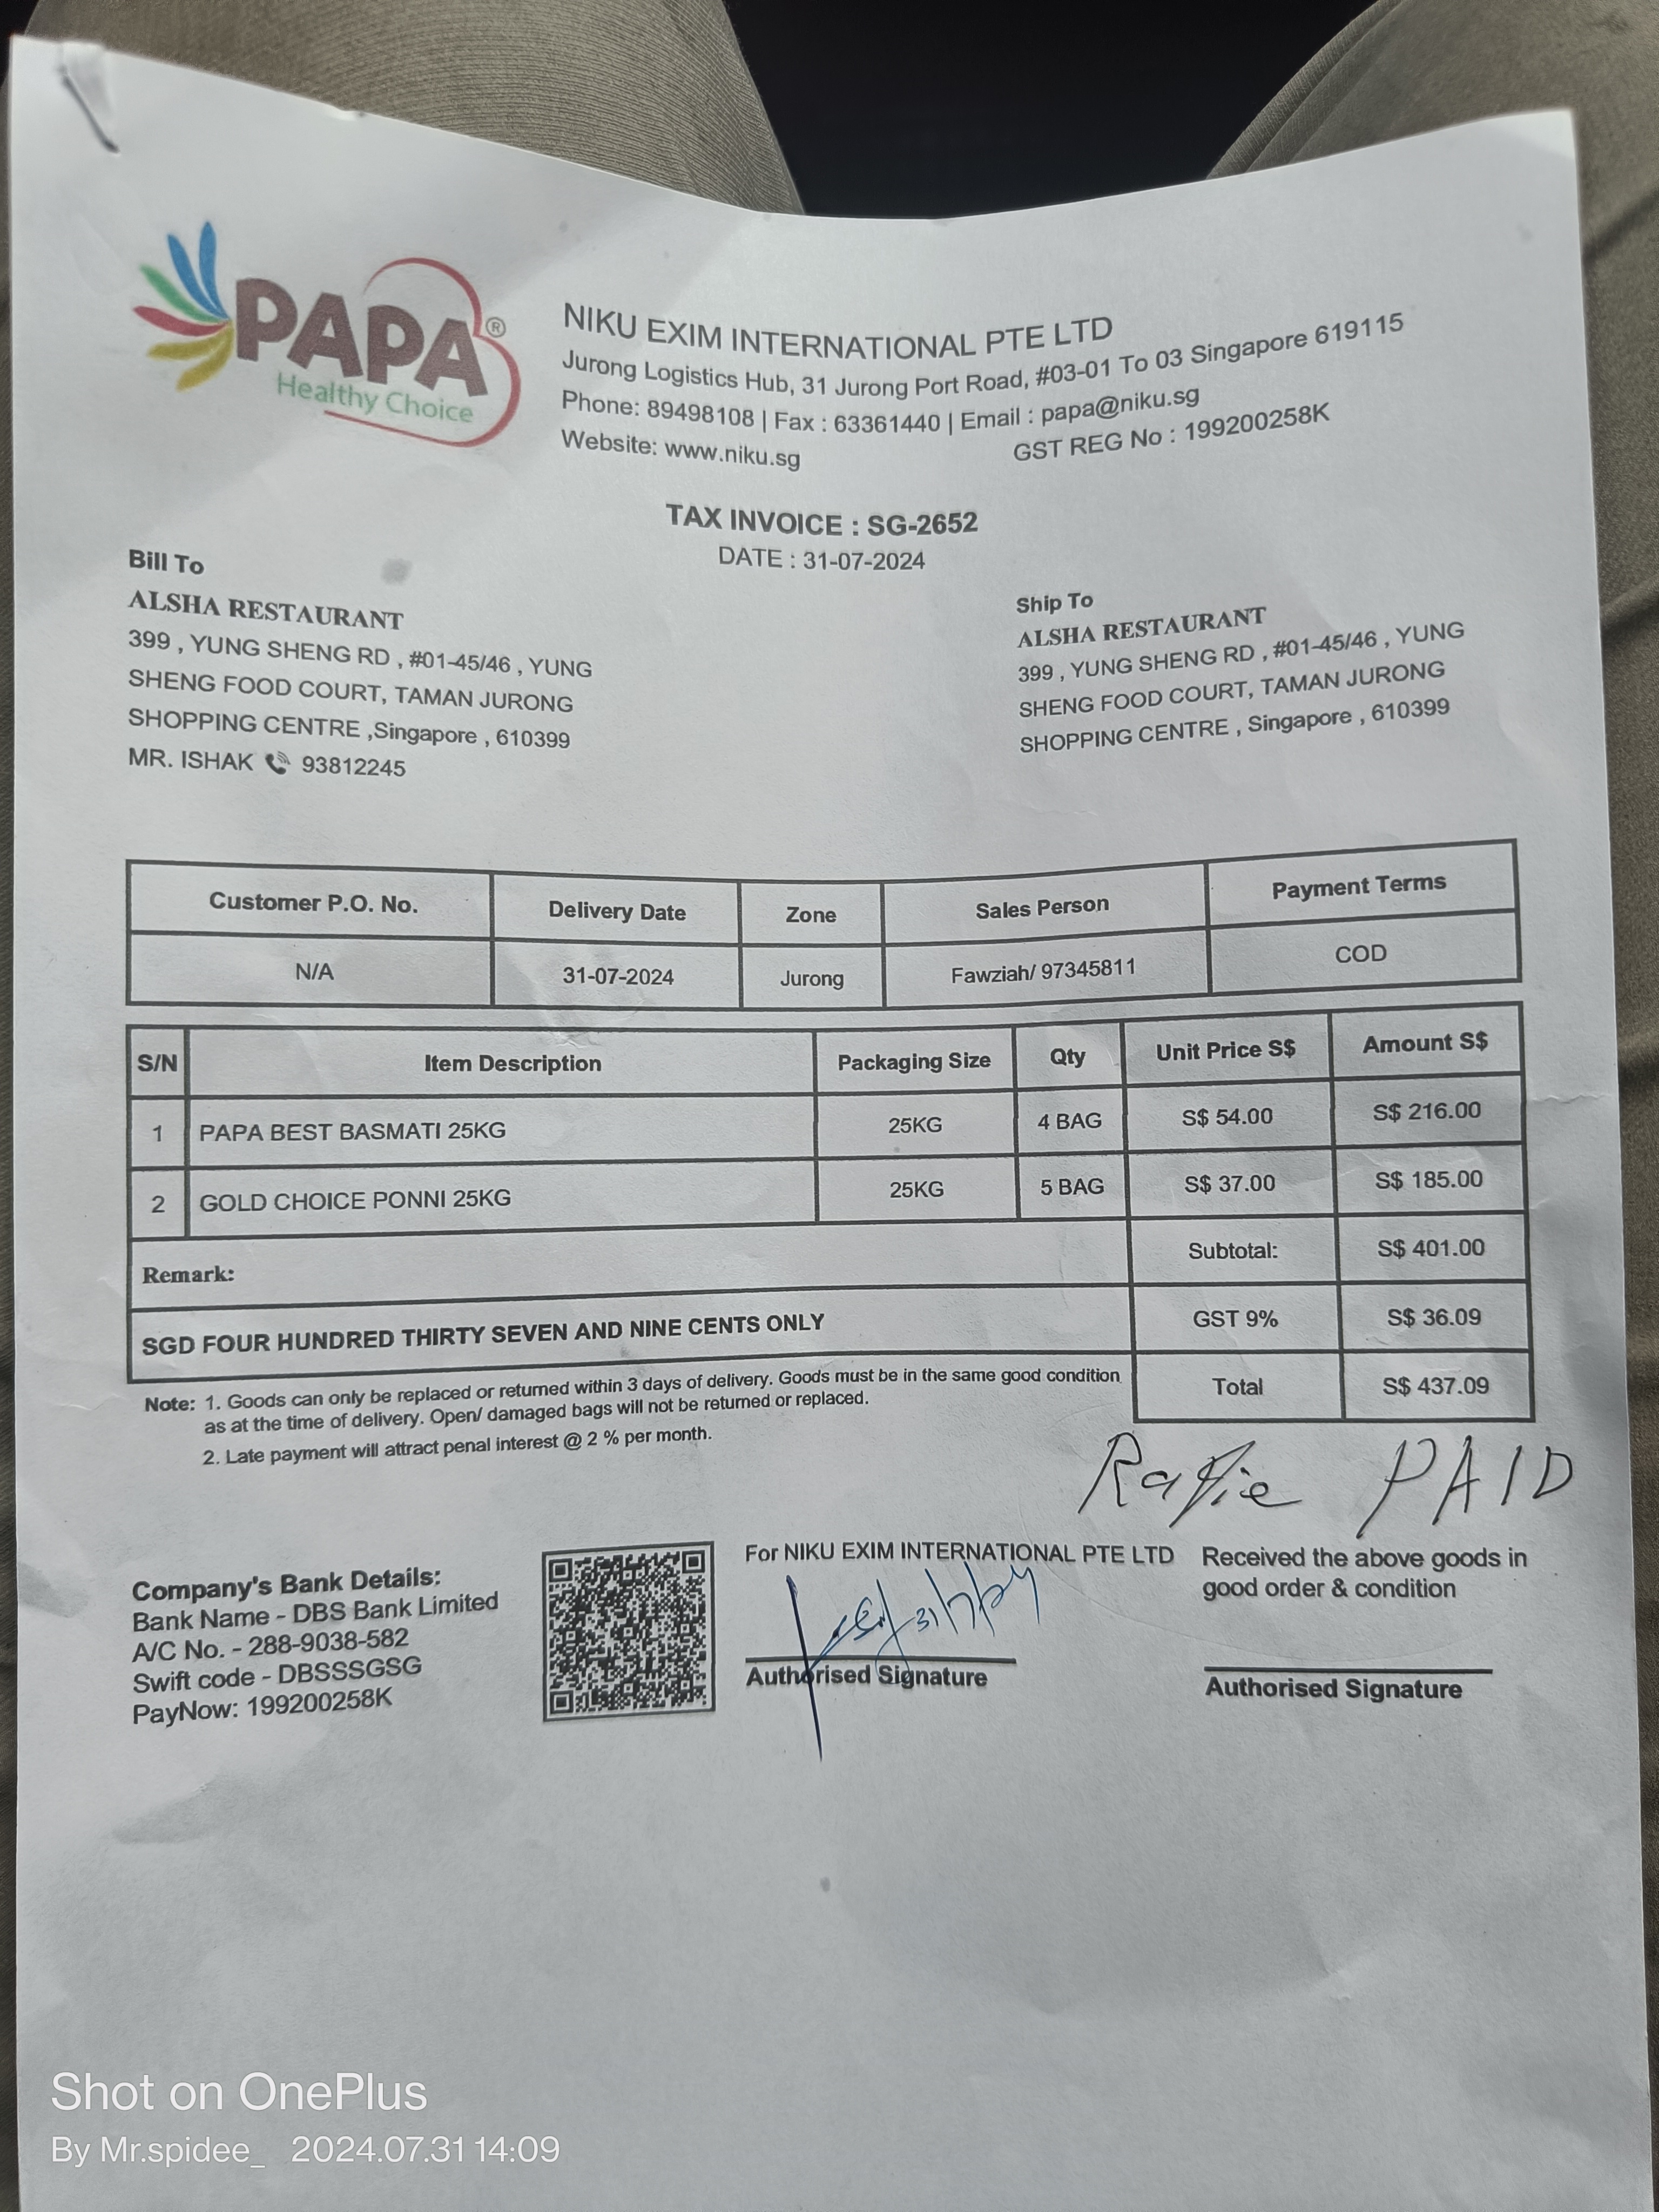 PAPA®
Healthy Choice
NIKU EXIM INTERNATIONAL PTE LTD
Jurong Logistics Hub, 31 Jurong Port Road, #03-01 To 03 Singapore 619115
Phone: 89498108 | Fax : 63361440 | Email : papa@niku.sg
Website: www.niku.sg GST REG No : 199200258K
TAX INVOICE : SG-2652
DATE : 31-07-2024
Bill To
ALSHA RESTAURANT
399 , YUNG SHENG RD , #01-45/46 , YUNG
SHENG FOOD COURT, TAMAN JURONG
SHOPPING CENTRE ,Singapore , 610399
MR. ISHAK 93812245
Ship To
ALSHA RESTAURANT
399 , YUNG SHENG RD , #01-45/46 , YUNG
SHENG FOOD COURT, TAMAN JURONG
SHOPPING CENTRE , Singapore , 610399
Customer P.O. No. Delivery Date Zone Sales Person Payment Terms
N/A 31-07-2024 Jurong Fawziah/ 97345811 COD
S/N Item Description Packaging Size Qty Unit Price S$ Amount S$
1 PAPA BEST BASMATI 25KG 25KG 4 BAG S$ 54.00 S$ 216.00
2 GOLD CHOICE PONNI 25KG 25KG 5 BAG S$ 37.00 S$ 185.00
Remark: Subtotal: S$ 401.00
SGD FOUR HUNDRED THIRTY SEVEN AND NINE CENTS ONLY GST 9% S$ 36.09
Total S$ 437.09
Note: 1. Goods can only be replaced or returned within 3 days of delivery. Goods must be in the same good condition
as at the time of delivery. Open/ damaged bags will not be returned or replaced.
2. Late payment will attract penal interest @ 2 % per month.
Raffie PAID
Company's Bank Details:
Bank Name - DBS Bank Limited
A/C No. - 288-9038-582
Swift code - DBSSSGSG
PayNow: 199200258K
For NIKU EXIM INTERNATIONAL PTE LTD
Authorised Signature
Received the above goods in
good order & condition
Authorised Signature
Shot on OnePlus
By Mr.spidee_ 2024.07.31 14:09